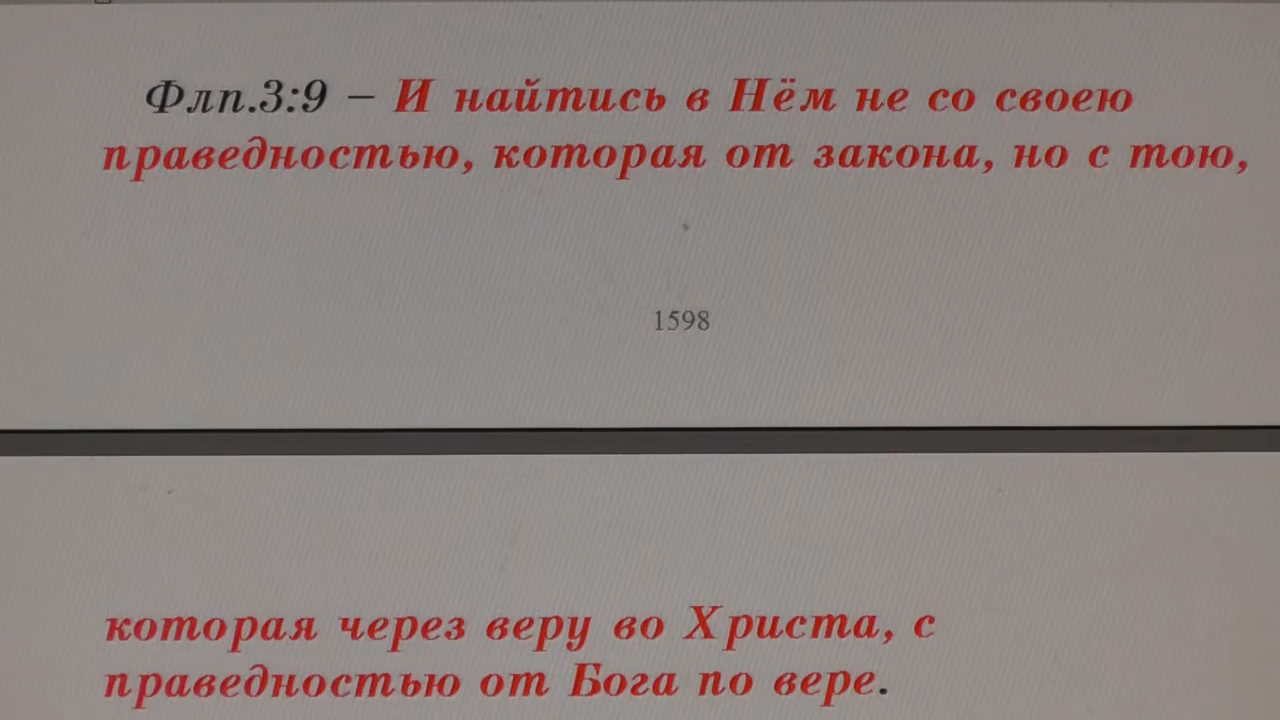 Флп.3:9 – И найтись в Нём не со своею
праведностью, которая от закона, но с тою,
1598
которая через веру во Христа, с
праведностью от Бога по вере.